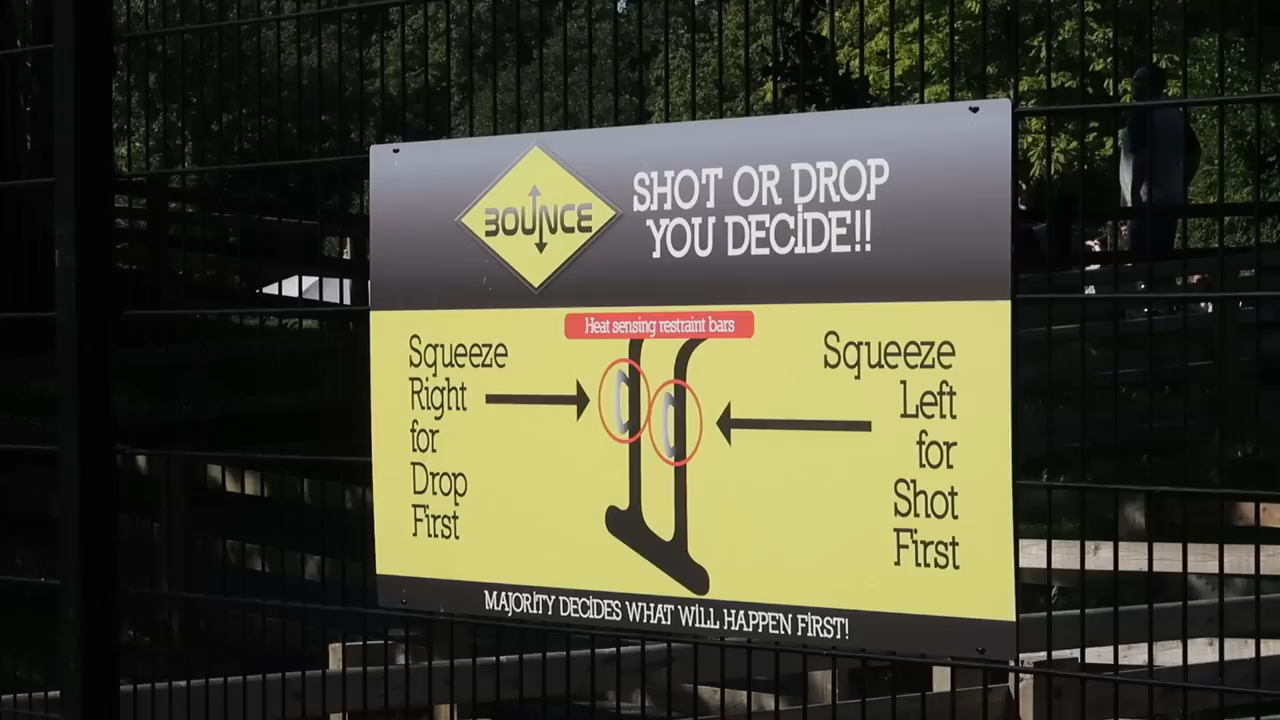 BOUNCE
SHOT OR DROP
YOU DECIDE!!
Heat sensing restraint bars
Squeeze
Right
for
Drop
First
Squeeze
Left
for
Shot
First
MAJORITY DECIDES WHAT WILL HAPPEN FIRST!